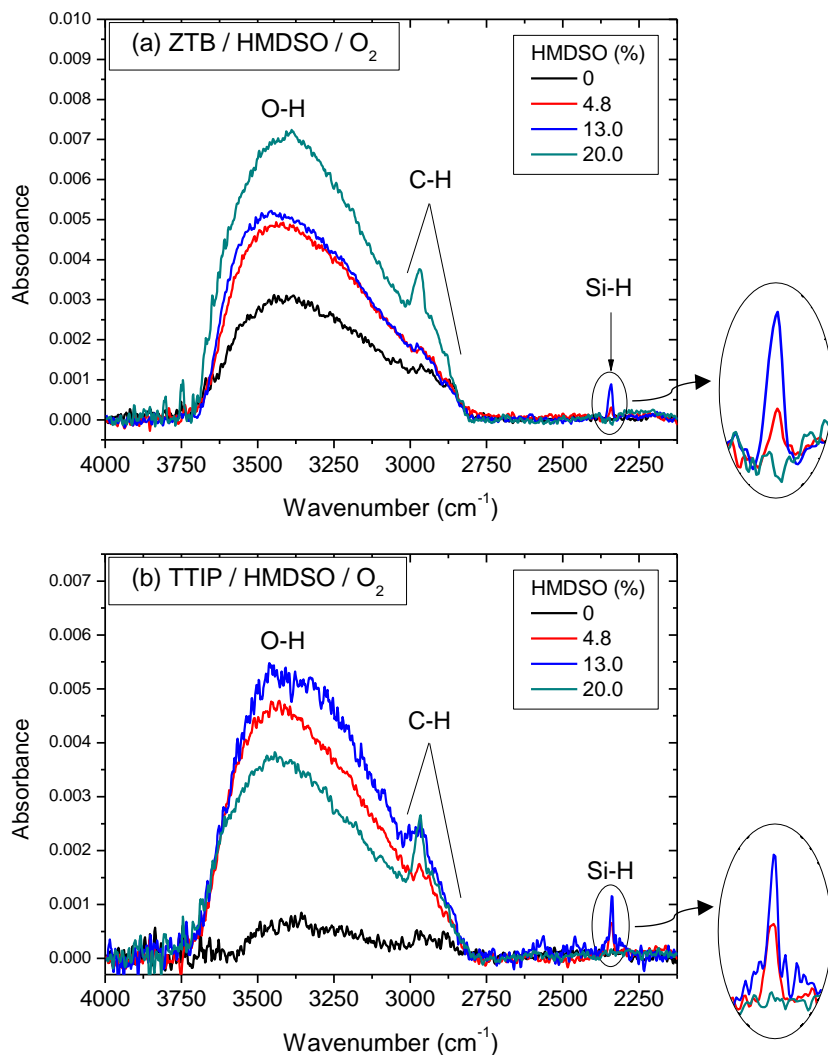 (a) ZTB / HMDSO / O2
HMDSO (%)
0
4.8
13.0
20.0
O-H
C-H
Si-H
0.010
0.009
0.008
0.007
0.006
0.005
0.004
0.003
0.002
0.001
0.000
Absorbance
4000 3750 3500 3250 3000 2750 2500 2250
Wavenumber (cm-1)
(b) TTIP / HMDSO / O2
HMDSO (%)
0
4.8
13.0
20.0
O-H
C-H
Si-H
0.007
0.006
0.005
0.004
0.003
0.002
0.001
0.000
Absorbance
4000 3750 3500 3250 3000 2750 2500 2250
Wavenumber (cm-1)